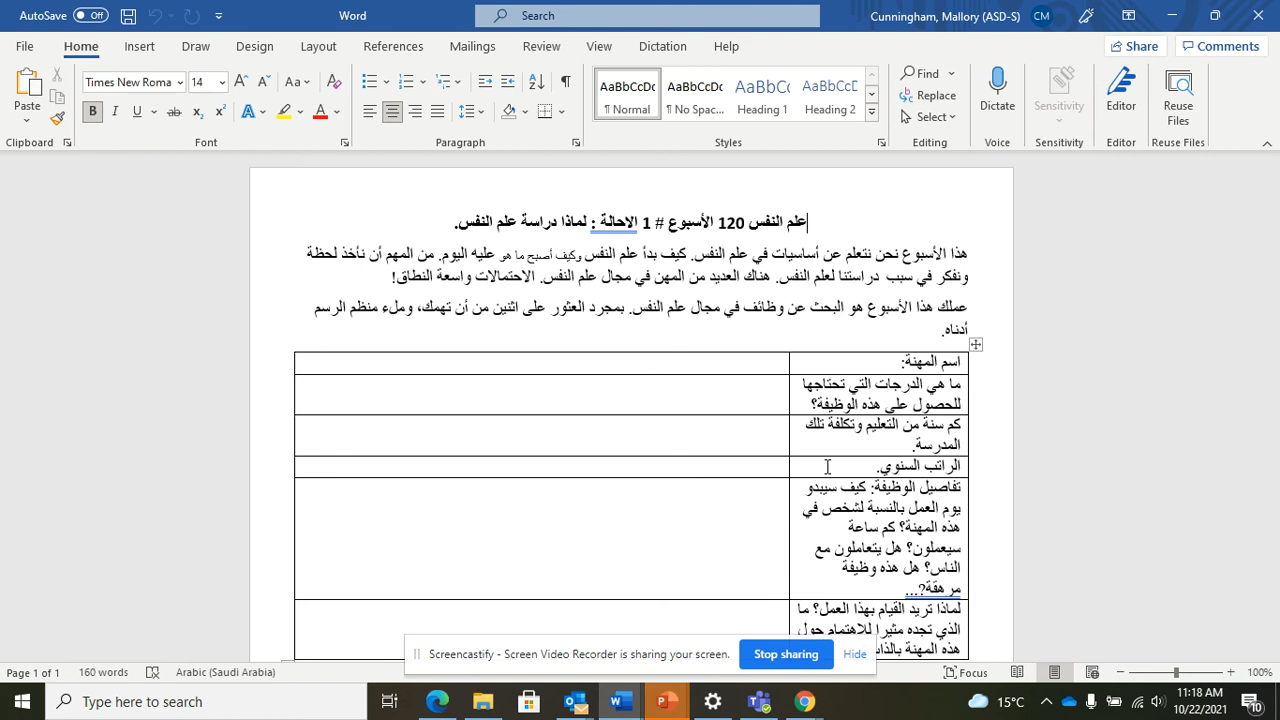 AutoSave Off Word Search Cunningham, Mallory (ASD-S) CM
File Home Insert Draw Design Layout References Mailings Review View Dictation Help Share Comments
Times New Roma 14 Aa
AaBbCcDc AaBbCcDc AaBbCc AaBbCcD
¶ Normal ¶ No Spac... Heading 1 Heading 2
Find
Replace
Select
Paste
Dictate
Sensitivity
Editor
Reuse Files
Clipboard Font Paragraph Styles Editing Voice Sensitivity Editor Reuse Files
علم النفس 120 الأسبوع # 1 الإحالة : لماذا دراسة علم النفس.
هذا الأسبوع نحن نتعلم عن أساسيات في علم النفس. كيف بدأ علم النفس وكيف أصبح ما هو عليه اليوم. من المهم أن نأخذ لحظة
ونفكر في سبب دراستنا لعلم النفس. هناك العديد من المهن في مجال علم النفس. الاحتمالات واسعة النطاق!
عملك هذا الأسبوع هو البحث عن وظائف في مجال علم النفس. بمجرد العثور على اثنين من أن تهمك، وملء منظم الرسم
أدناه.
اسم المهنة:
ما هي الدرجات التي تحتاجها
للحصول على هذه الوظيفة؟
كم سنة من التعليم وتكلفة تلك
المدرسة.
الراتب السنوي.
تفاصيل الوظيفة: كيف سيبدو
يوم العمل بالنسبة لشخص في
هذه المهنة؟ كم ساعة
سيعملون؟ هل يتعاملون مع
الناس؟ هل هذه وظيفة
مرهقة?...
لماذا تريد القيام بهذا العمل؟ ما
الذي تجده مثيرا للاهتمام حول
هذه المهنة بالذات
Screencastify - Screen Video Recorder is sharing your screen. Stop sharing Hide
Page 1 of 1 160 words Arabic (Saudi Arabia) Focus 100%
Type here to search
15°C
11:18 AM
10/22/2021
10